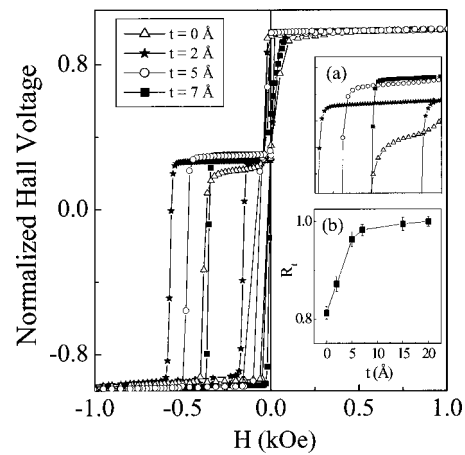 t = 0 Å
t = 2 Å
t = 5 Å
t = 7 Å
(a)
(b)
1.0
0.8
R_t
0 5 10 15 20
t (Å)
0.8
0.0
-0.8
Normalized Hall Voltage
-1.0 -0.5 0.0 0.5 1.0
H (kOe)